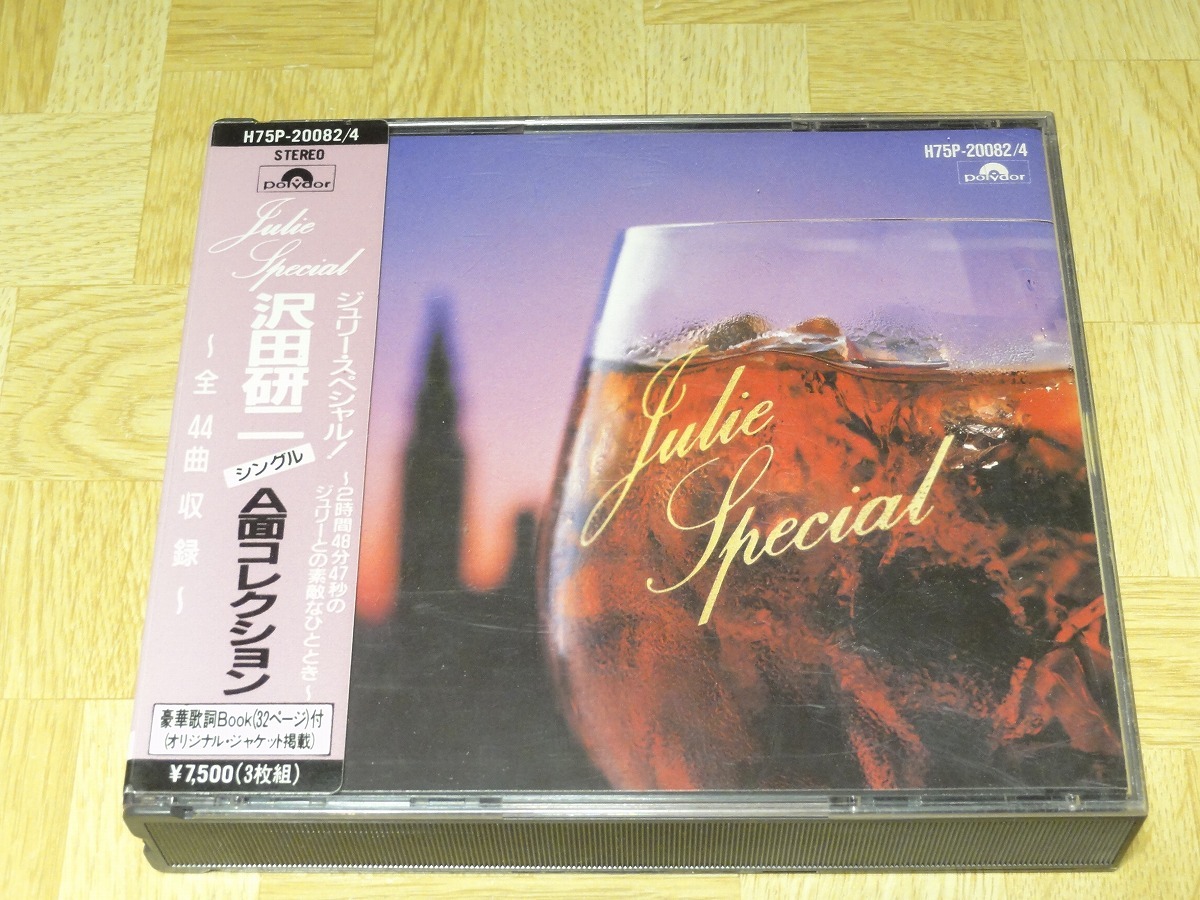 H75P-20082/4
STEREO
polydor
Julie
Special
ジュリー・スペシャル!
～2時間48分47秒の
ジュリーとの素敵なひととき～
沢田研二
シングル
A面コレクション
～全44曲収録～
豪華歌詞Book(32ページ)付
(オリジナル・ジャケット掲載)
¥7,500(3枚組)
H75P-20082/4
polydor
Julie
Special